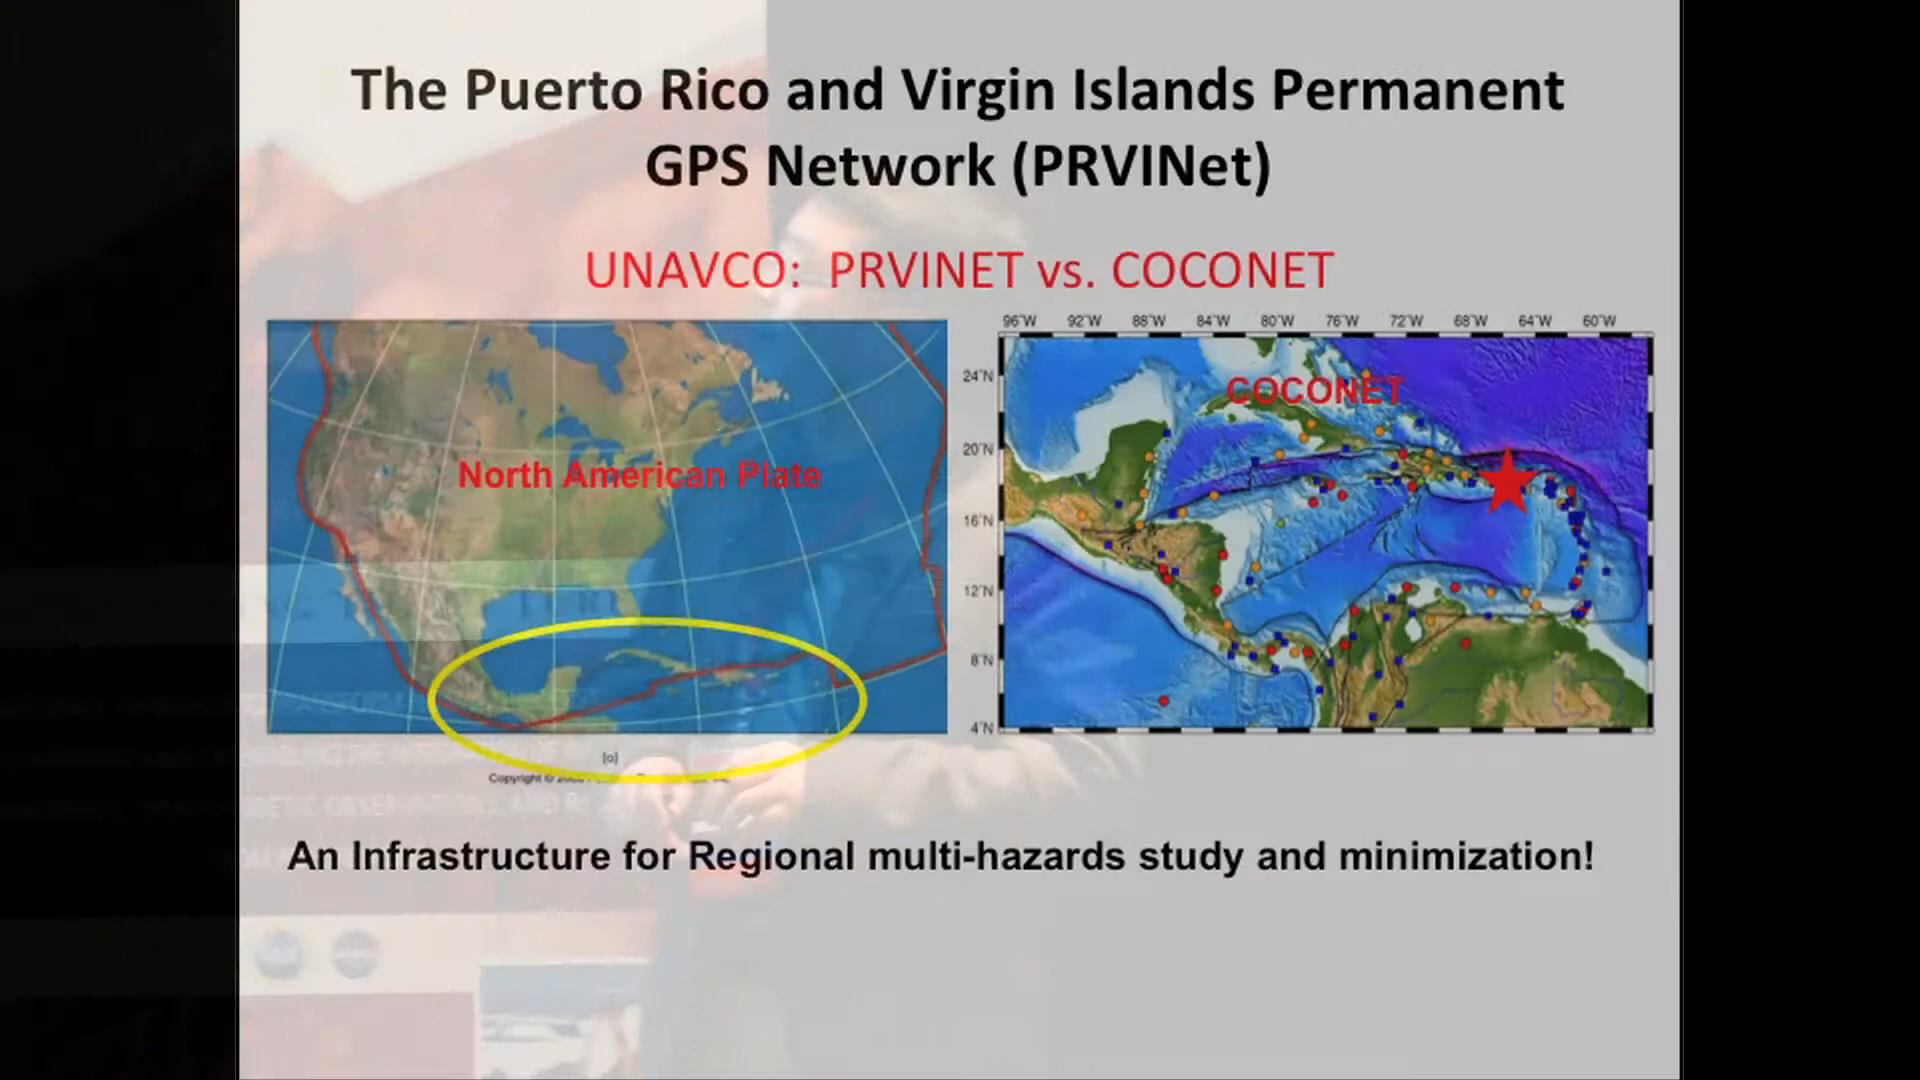 The Puerto Rico and Virgin Islands Permanent
GPS Network (PRVINet)
UNAVCO: PRVINET vs. COCONET
North American Plate
(o)
Copyright ©
96°W 92°W 88°W 84°W 80°W 76°W 72°W 68°W 64°W 60°W
24°N
COCONET
20°N
16°N
12°N
8°N
4°N
An Infrastructure for Regional multi-hazards study and minimization!